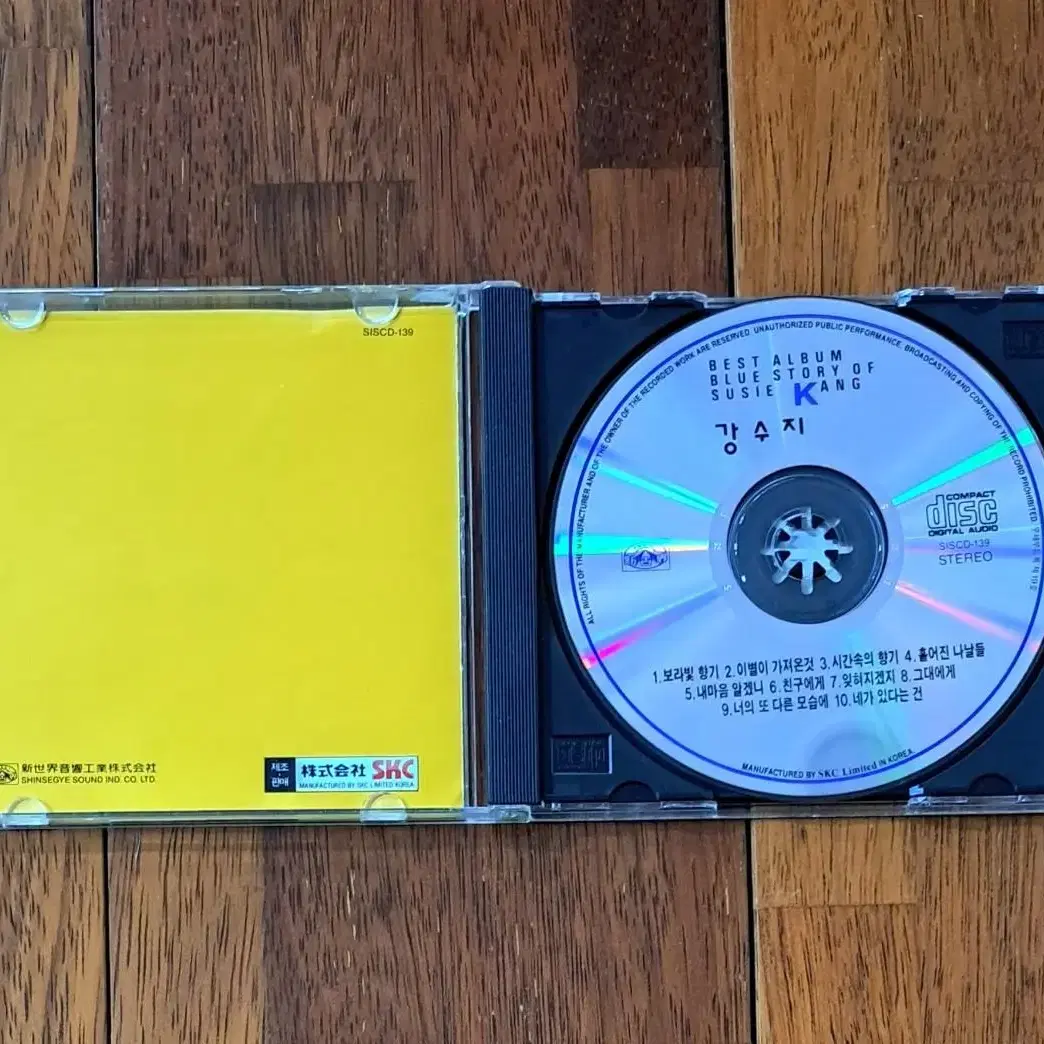 SISCD-139
新世界音響工業株式会社
SHINSEGYE SOUND IND. CO. LTD.
제조
판매
株式会社 SKC
MANUFACTURED BY SKC LIMITED KOREA
ALL RIGHTS OF THE MANUFACTURER AND OF THE OWNER OF THE RECORDED WORK ARE RESERVED. UNAUTHORIZED PUBLIC PERFORMANCE, BROADCASTING AND COPYING OF THE RECORD PROHIBITED.
BEST ALBUM
BLUE STORY OF
SUSIE KANG
강수지
COMPACT
disc
DIGITAL AUDIO
SISCD-139
STEREO
1.보라빛 향기 2.이별이 가져온것 3.시간속의 향기 4.흩어진 나날들
5.내마음 알겠니 6.친구에게 7.잊혀지겠지 8.그대에게
9.너의 또 다른 모습에 10.네가 있다는 건
MANUFACTURED BY SKC Limited IN KOREA.